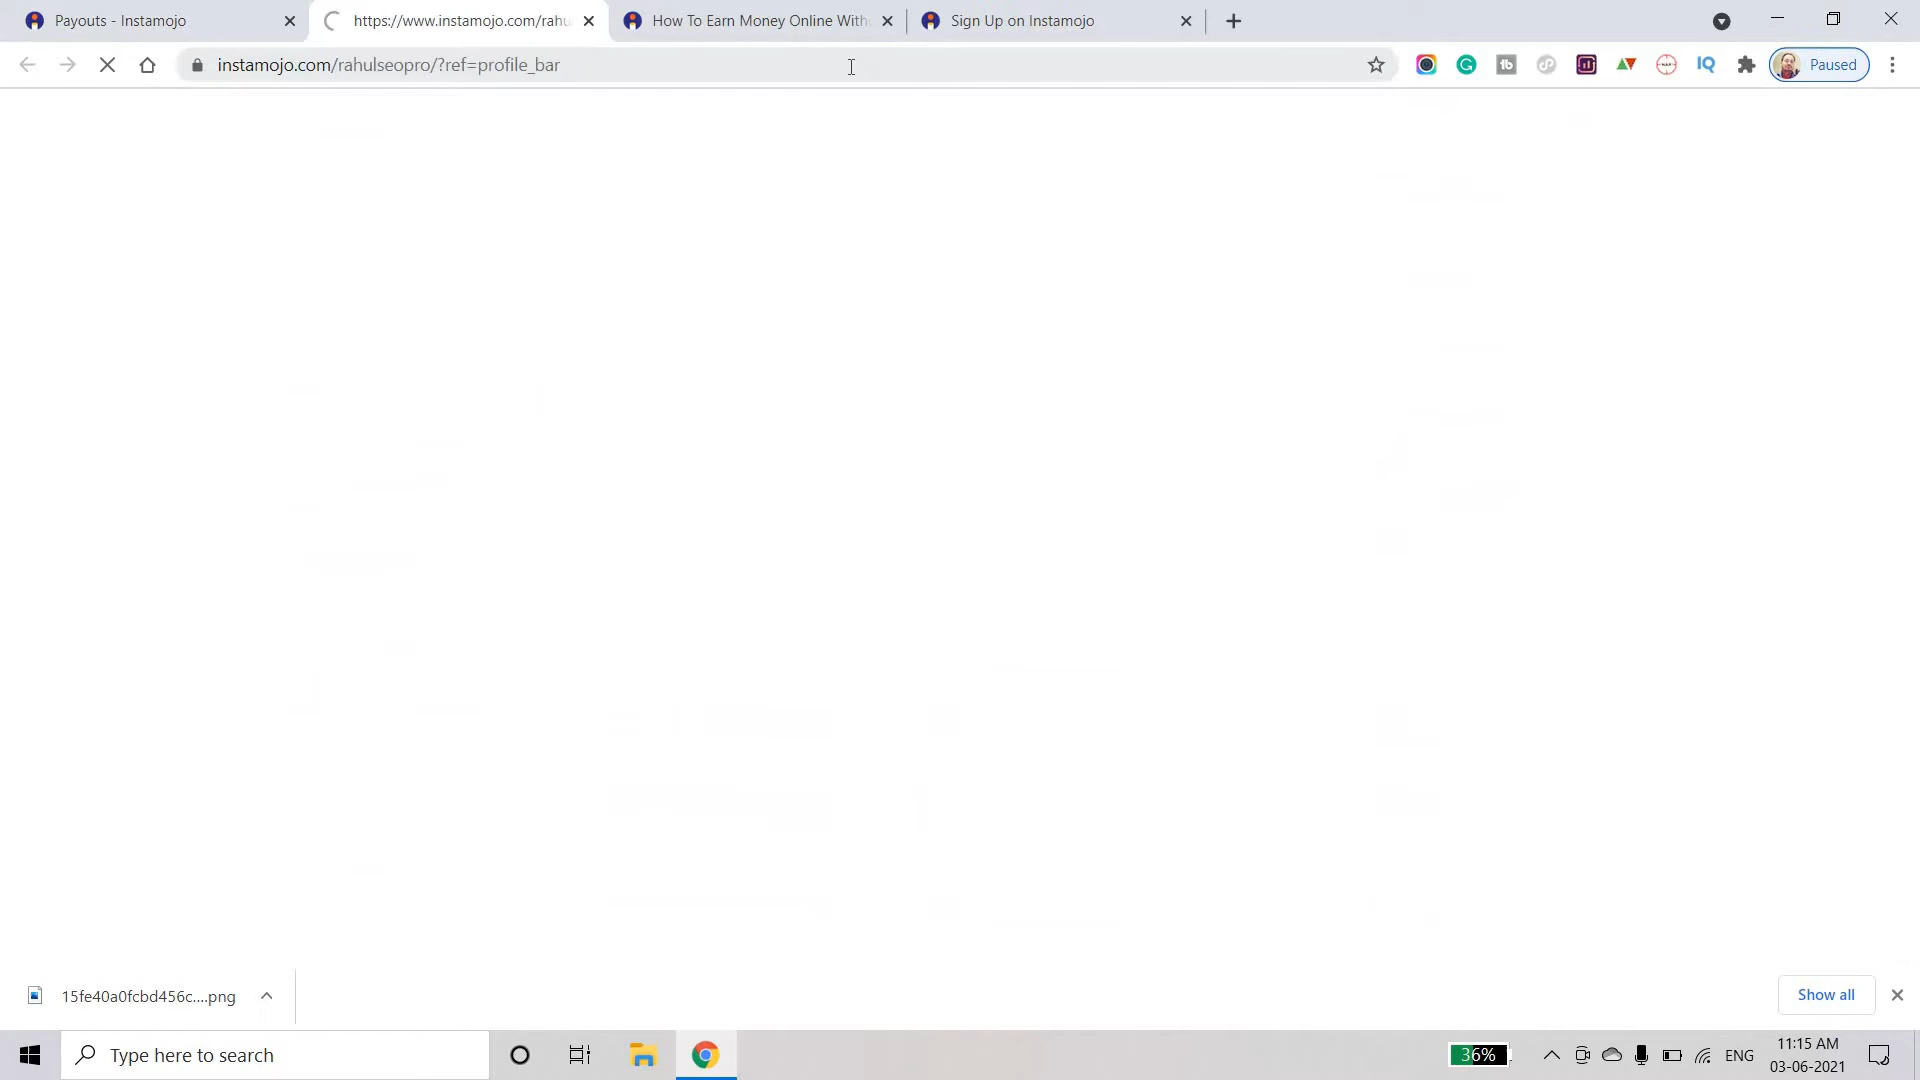 Payouts - Instamojo
https://www.instamojo.com/rahu
How To Earn Money Online With
Sign Up on Instamojo
instamojo.com/rahulseopro/?ref=profile_bar
tb
IQ
Paused
15fe40a0fcbd456c....png
Show all
Type here to search
36%
ENG
11:15 AM
03-06-2021